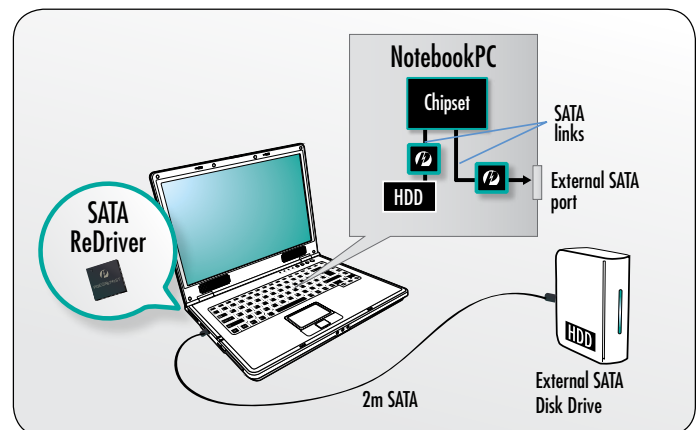 NotebookPC
Chipset
SATA
links
HDD
External SATA
port
SATA
ReDriver
HDD
2m SATA
External SATA
Disk Drive